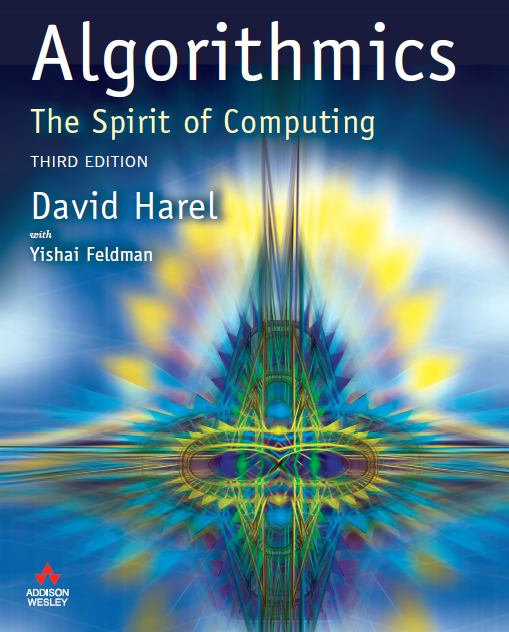 Algorithmics
The Spirit of Computing
THIRD EDITION
David Harel
with
Yishai Feldman
ADDISON
WESLEY